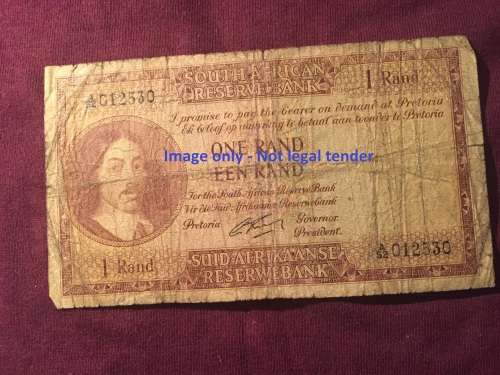 SOUTH AFRICAN
RESERVE BANK
A/52 012530
1 Rand
I promise to pay the bearer on demand at Pretoria
Ek beloof op aanvraag te betaal aan toonder te Pretoria
Image only - Not legal tender
ONE RAND
EEN RAND
For the South African Reserve Bank
Vir die Suid-Afrikaanse Reserwebank
Pretoria
Governor
President.
A/52 012530
1 Rand
SUID-AFRIKAANSE
RESERWEBANK